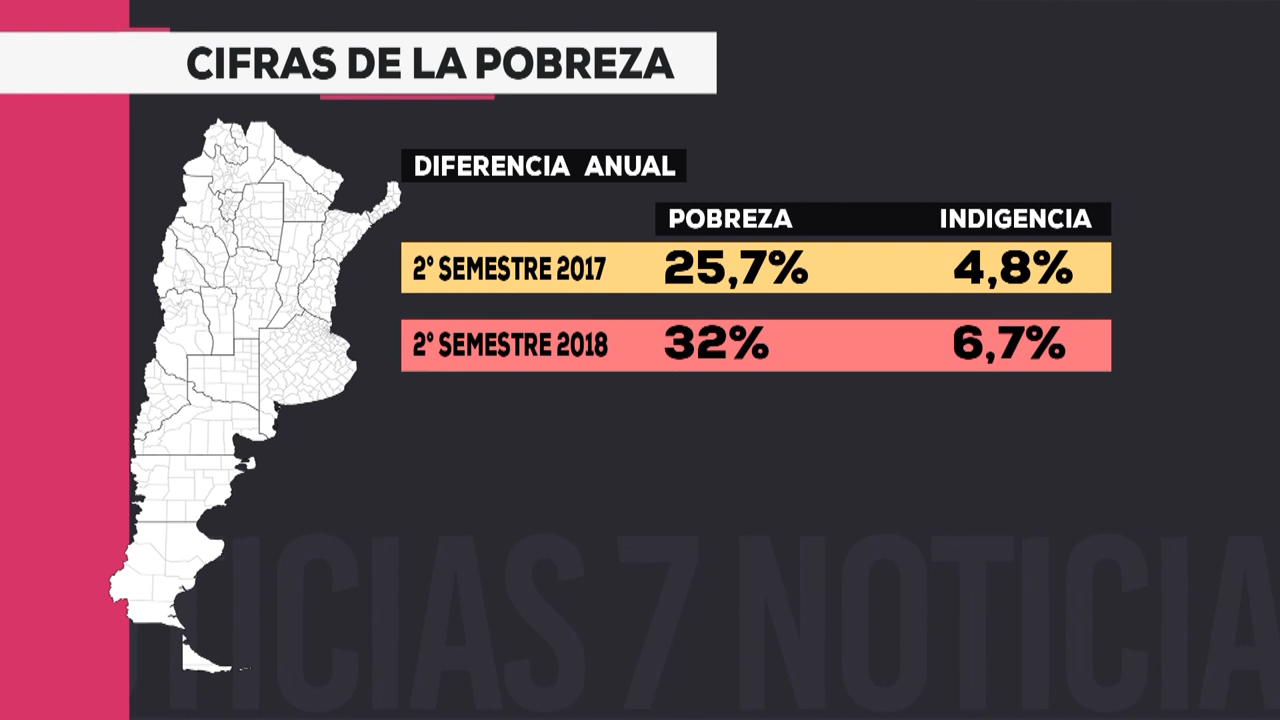 CIFRAS DE LA POBREZA
DIFERENCIA ANUAL
POBREZA INDIGENCIA
2° SEMESTRE 2017 25,7% 4,8%
2° SEMESTRE 2018 32% 6,7%
TICIAS 7 NOTICIA